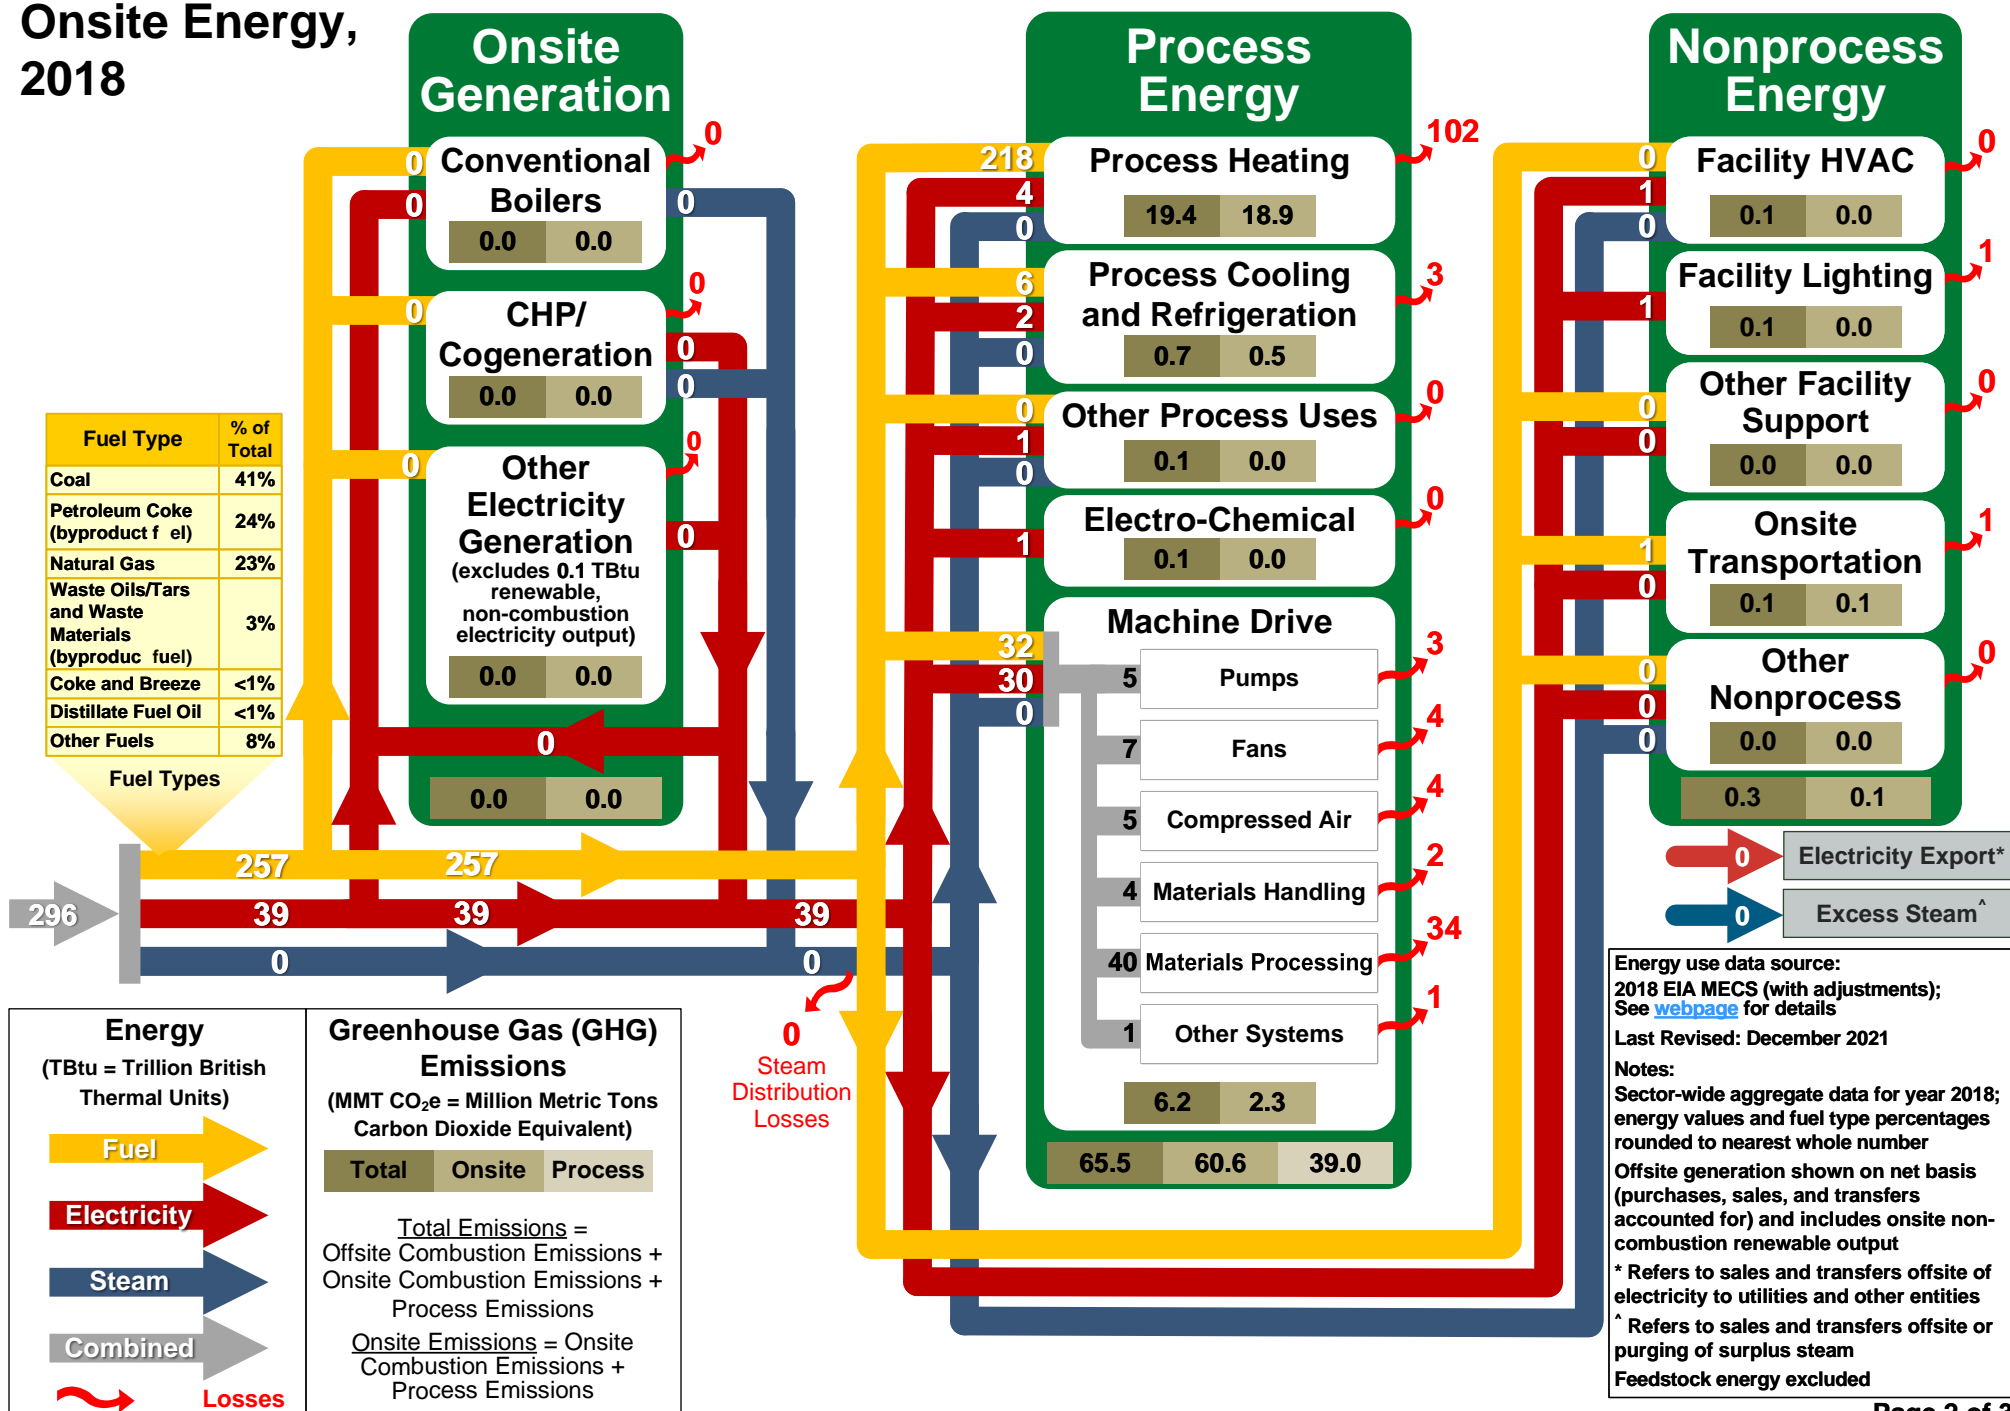 Onsite Energy,
2018
Onsite
Generation
0
Conventional
Boilers
0
0
0
0.0 0.0
0
CHP/
Cogeneration
0
0
0
0.0 0.0
0
Other
Electricity
Generation
(excludes 0.1 TBtu
renewable,
non-combustion
electricity output)
0
0
0.0 0.0
0
0.0 0.0
Fuel Type % of
Total
Coal 41%
Petroleum Coke
(byproduct f el) 24%
Natural Gas 23%
Waste Oils/Tars
and Waste
Materials
(byproduc fuel) 3%
Coke and Breeze <1%
Distillate Fuel Oil <1%
Other Fuels 8%
Fuel Types
296
257 257
39 39 39
0 0
0
Steam
Distribution
Losses
Process
Energy
102
218
Process Heating
4
0
19.4 18.9
3
6
Process Cooling
and Refrigeration
2
0
0.7 0.5
0
0
Other Process Uses
1
0
0.1 0.0
0
Electro-Chemical
1
0.1 0.0
Machine Drive
32
30
0
5 Pumps 3
7 Fans 4
5 Compressed Air 4
4 Materials Handling 2
40 Materials Processing 34
1 Other Systems 1
6.2 2.3
65.5 60.6 39.0
Nonprocess
Energy
0
0
Facility HVAC
1
0
0.1 0.0
1
Facility Lighting
1
0.1 0.0
0
Other Facility
Support
0
0
0.0 0.0
1
Onsite
Transportation
1
0
0.1 0.1
0
Other
Nonprocess
0
0
0
0.0 0.0
0.3 0.1
0 Electricity Export*
0 Excess Steam^
Energy
(TBtu = Trillion British
Thermal Units)
Fuel
Electricity
Steam
Combined
Losses
Greenhouse Gas (GHG)
Emissions
(MMT CO₂e = Million Metric Tons
Carbon Dioxide Equivalent)
Total Onsite Process
Total Emissions =
Offsite Combustion Emissions +
Onsite Combustion Emissions +
Process Emissions
Onsite Emissions = Onsite
Combustion Emissions +
Process Emissions
Energy use data source:
2018 EIA MECS (with adjustments);
See webpage for details
Last Revised: December 2021
Notes:
Sector-wide aggregate data for year 2018;
energy values and fuel type percentages
rounded to nearest whole number
Offsite generation shown on net basis
(purchases, sales, and transfers
accounted for) and includes onsite non-
combustion renewable output
* Refers to sales and transfers offsite of
electricity to utilities and other entities
^ Refers to sales and transfers offsite or
purging of surplus steam
Feedstock energy excluded
Page 2 of 3